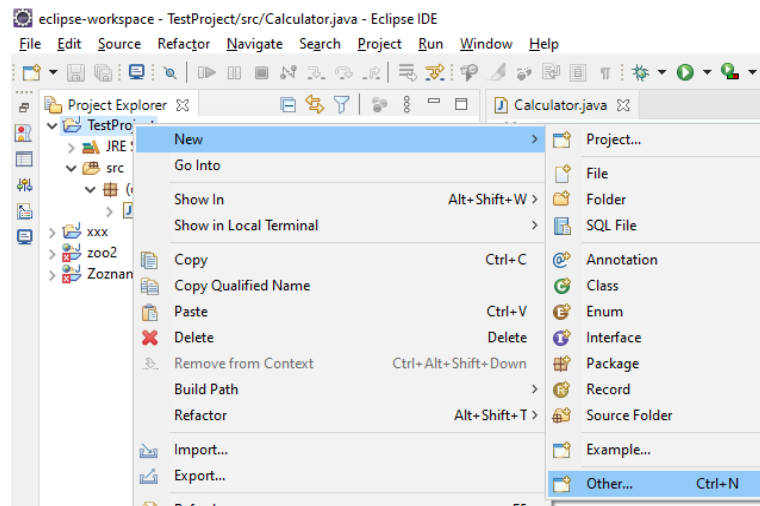 eclipse-workspace - TestProject/src/Calculator.java - Eclipse IDE
File Edit Source Refactor Navigate Search Project Run Window Help
Project Explorer
Calculator.java
TestProject
JRE
src
xxx
zoo2
Zoznam
New
Go Into
Show In Alt+Shift+W
Show in Local Terminal
Copy Ctrl+C
Copy Qualified Name
Paste Ctrl+V
Delete Delete
Remove from Context Ctrl+Alt+Shift+Down
Build Path
Refactor Alt+Shift+T
Import...
Export...
Project...
File
Folder
SQL File
Annotation
Class
Enum
Interface
Package
Record
Source Folder
Example...
Other... Ctrl+N